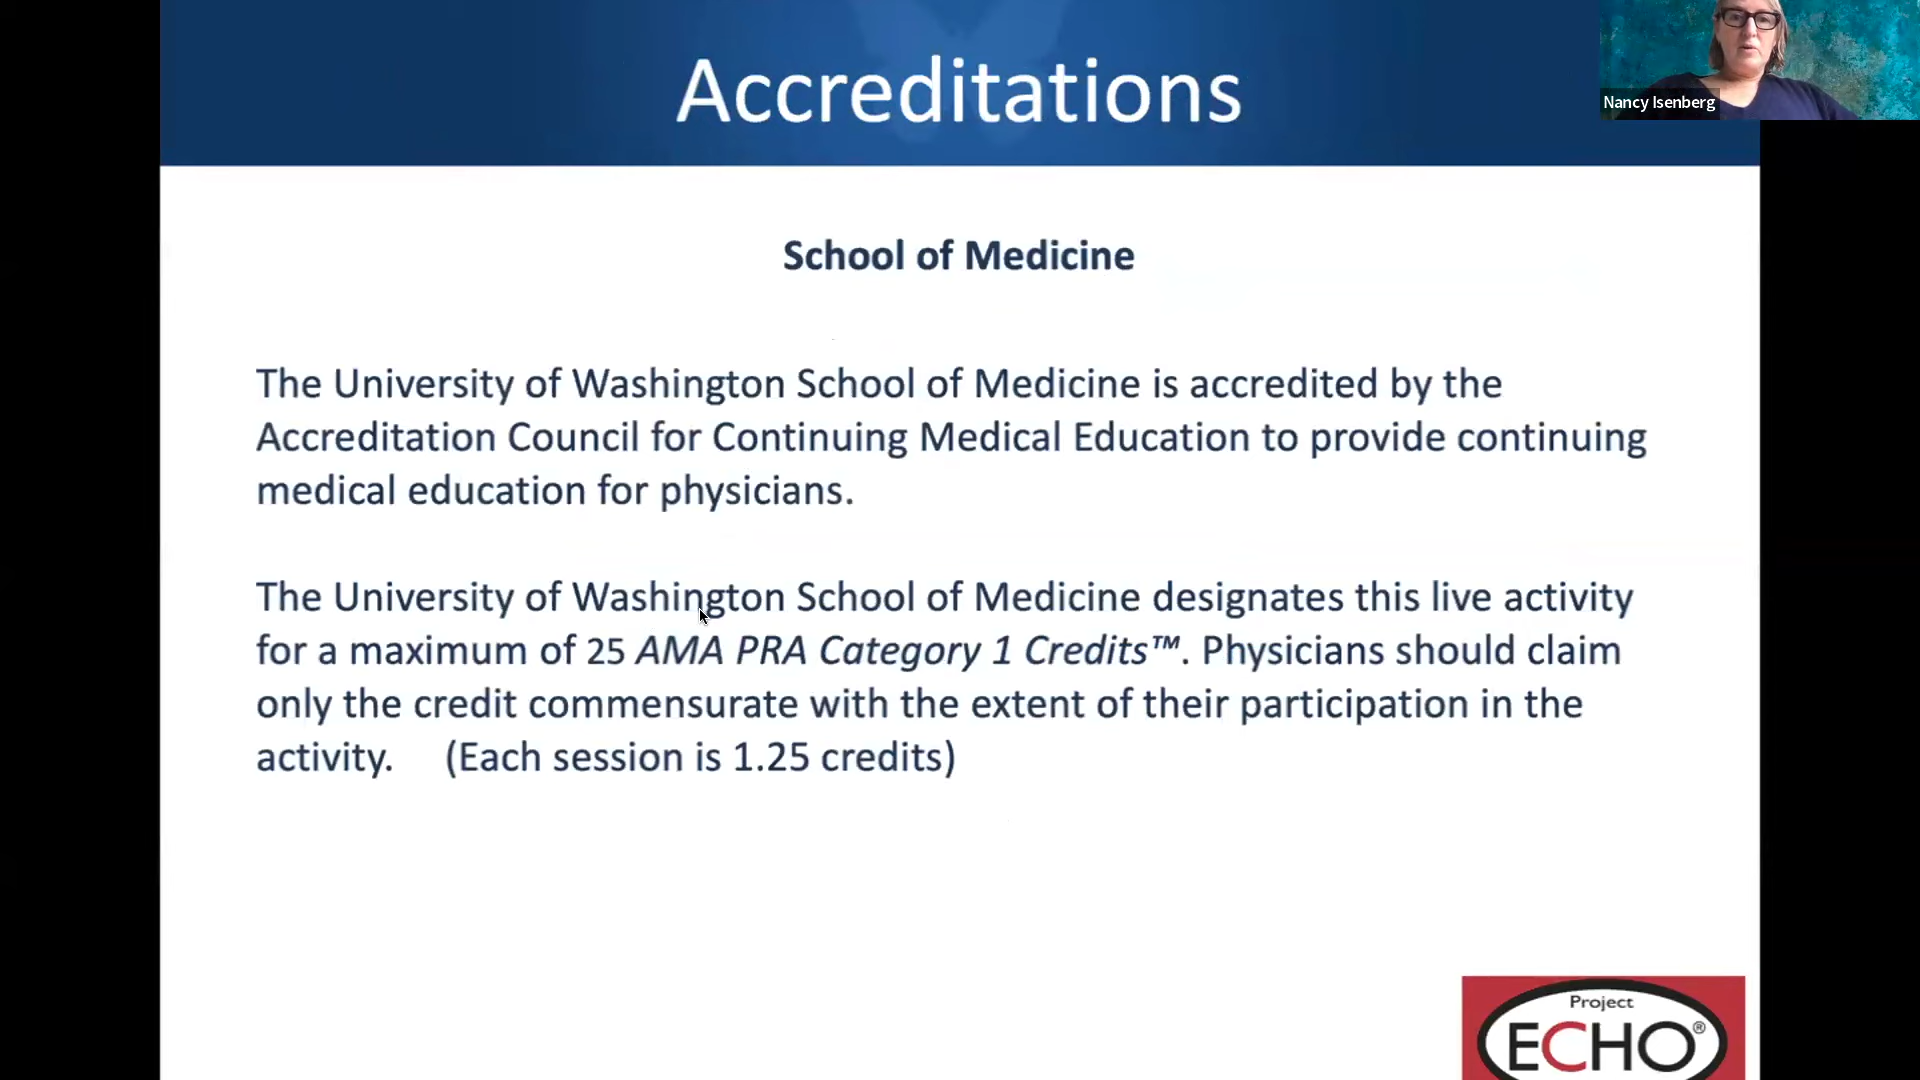 Accreditations
Nancy Isenberg
School of Medicine
The University of Washington School of Medicine is accredited by the
Accreditation Council for Continuing Medical Education to provide continuing
medical education for physicians.
The University of Washington School of Medicine designates this live activity
for a maximum of 25 AMA PRA Category 1 Credits™. Physicians should claim
only the credit commensurate with the extent of their participation in the
activity. (Each session is 1.25 credits)
Project
ECHO®